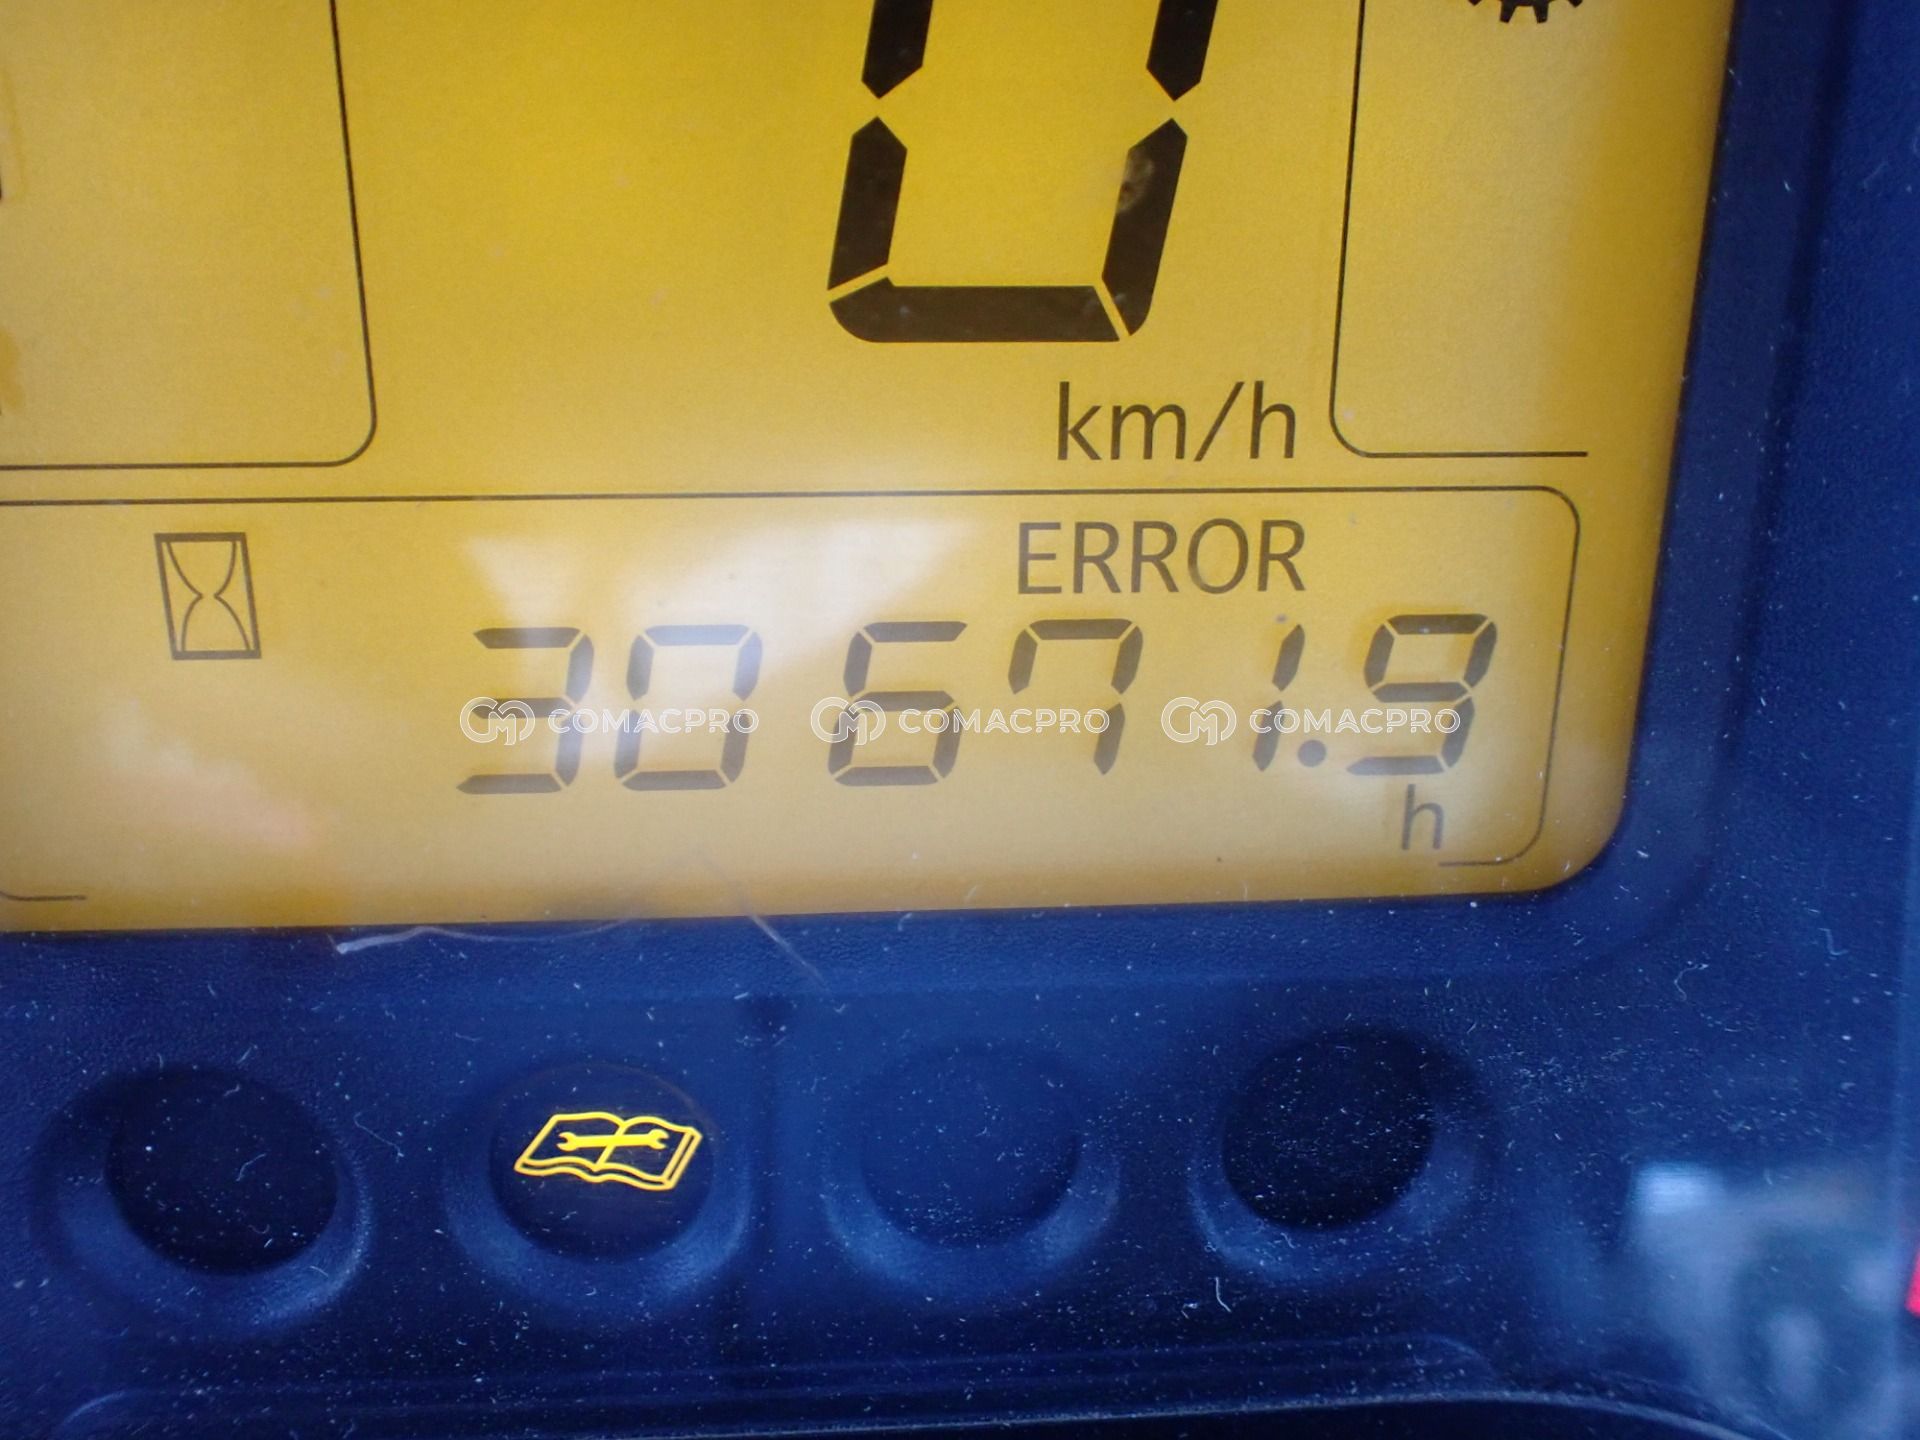 0
km/h
ERROR
30671.9
h
COMACPRO COMACPRO COMACPRO